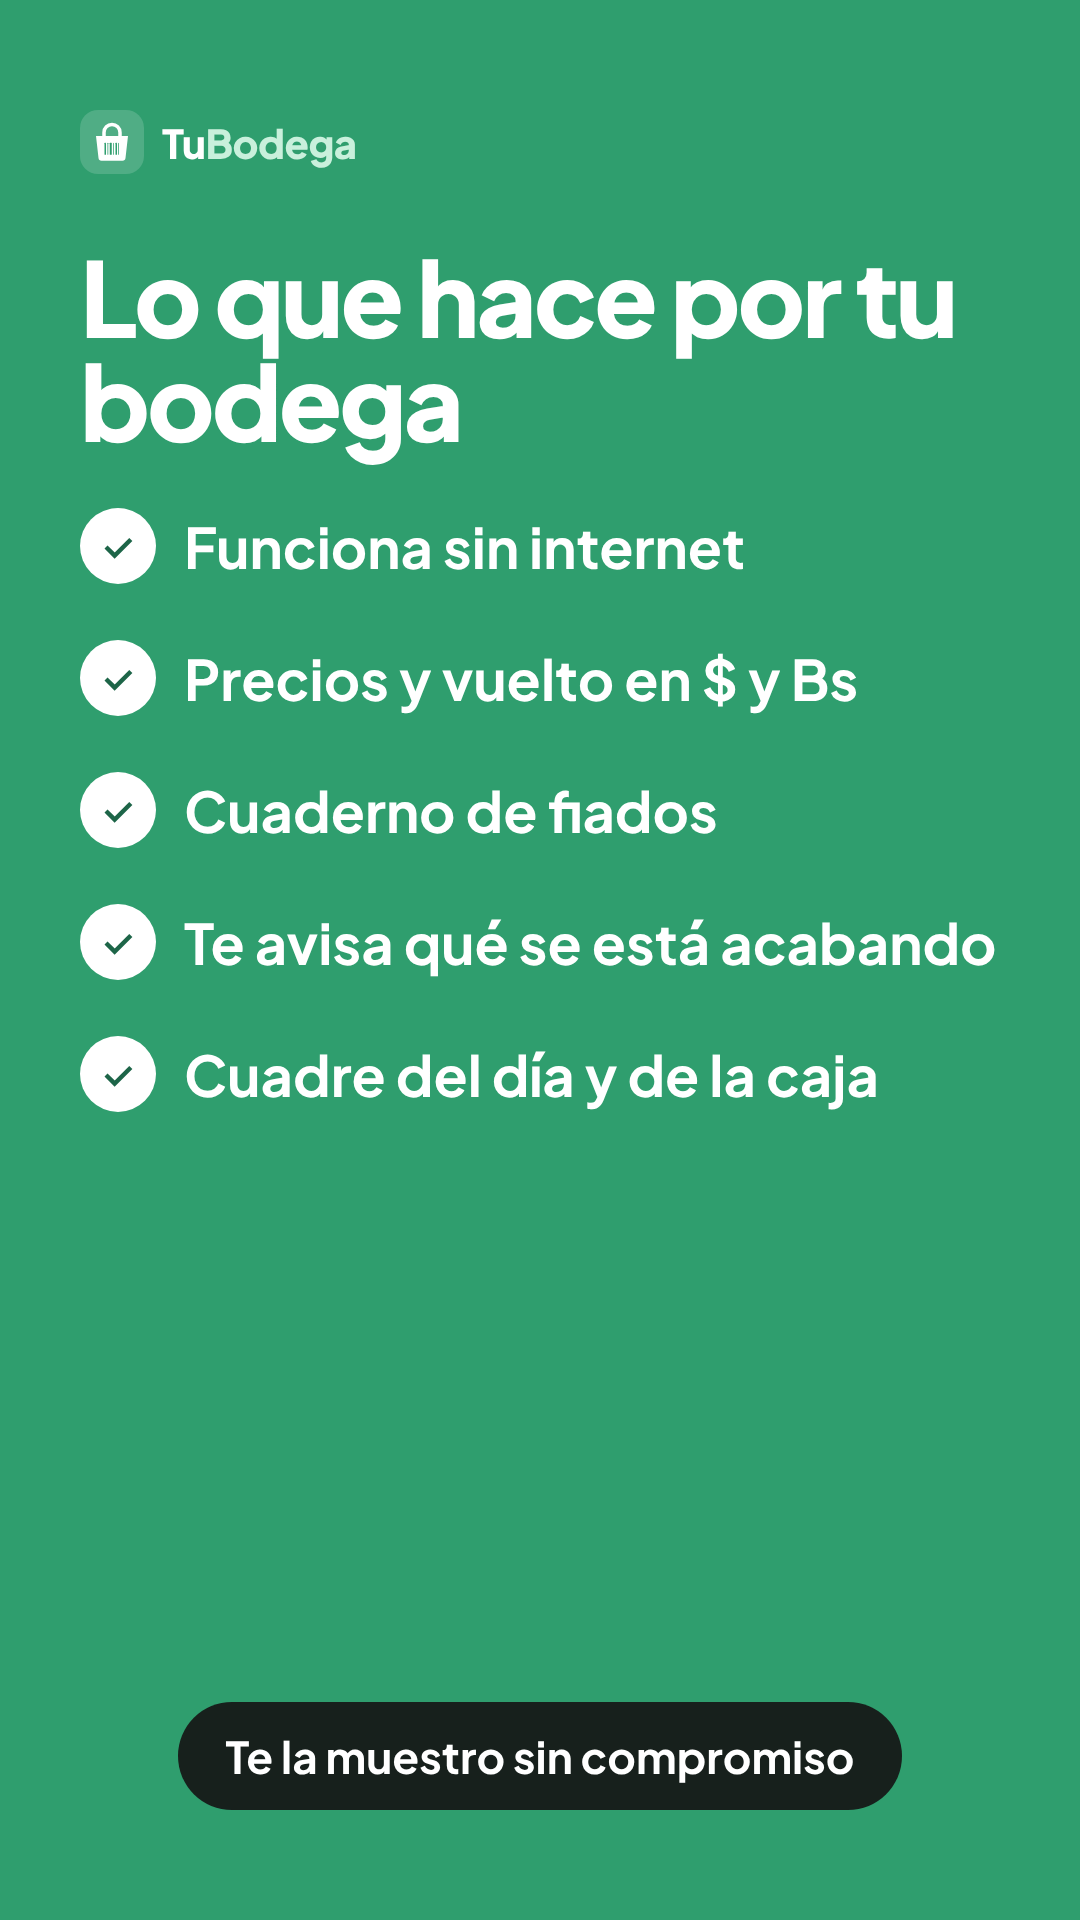 TuBodega
Lo que hace por tu
bodega
Funciona sin internet
Precios y vuelto en $ y Bs
Cuaderno de fiados
Te avisa qué se está acabando
Cuadre del día y de la caja
Te la muestro sin compromiso